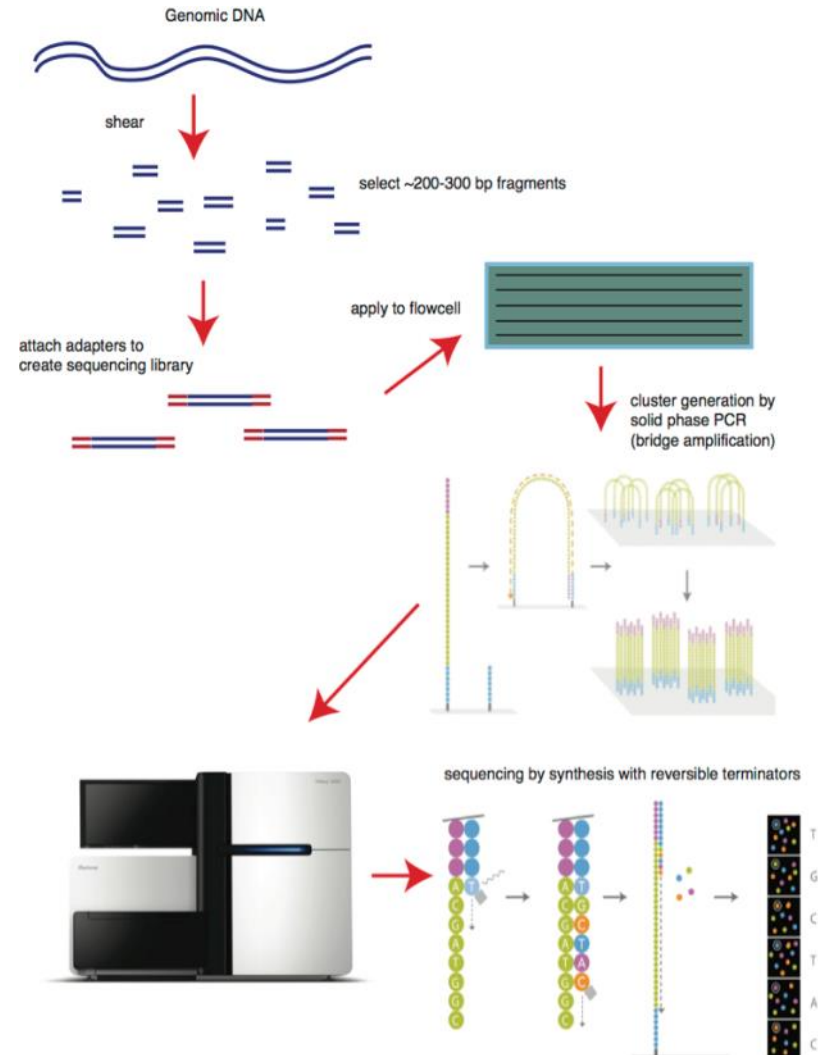 Genomic DNA
shear
select ~200-300 bp fragments
apply to flowcell
attach adapters to
create sequencing library
cluster generation by
solid phase PCR
(bridge amplification)
sequencing by synthesis with reversible terminators
A T
C
G
A
T
G
G
C
A T
C G
G C
A T
T A
G C
G
C
T
G
C
T
A
C